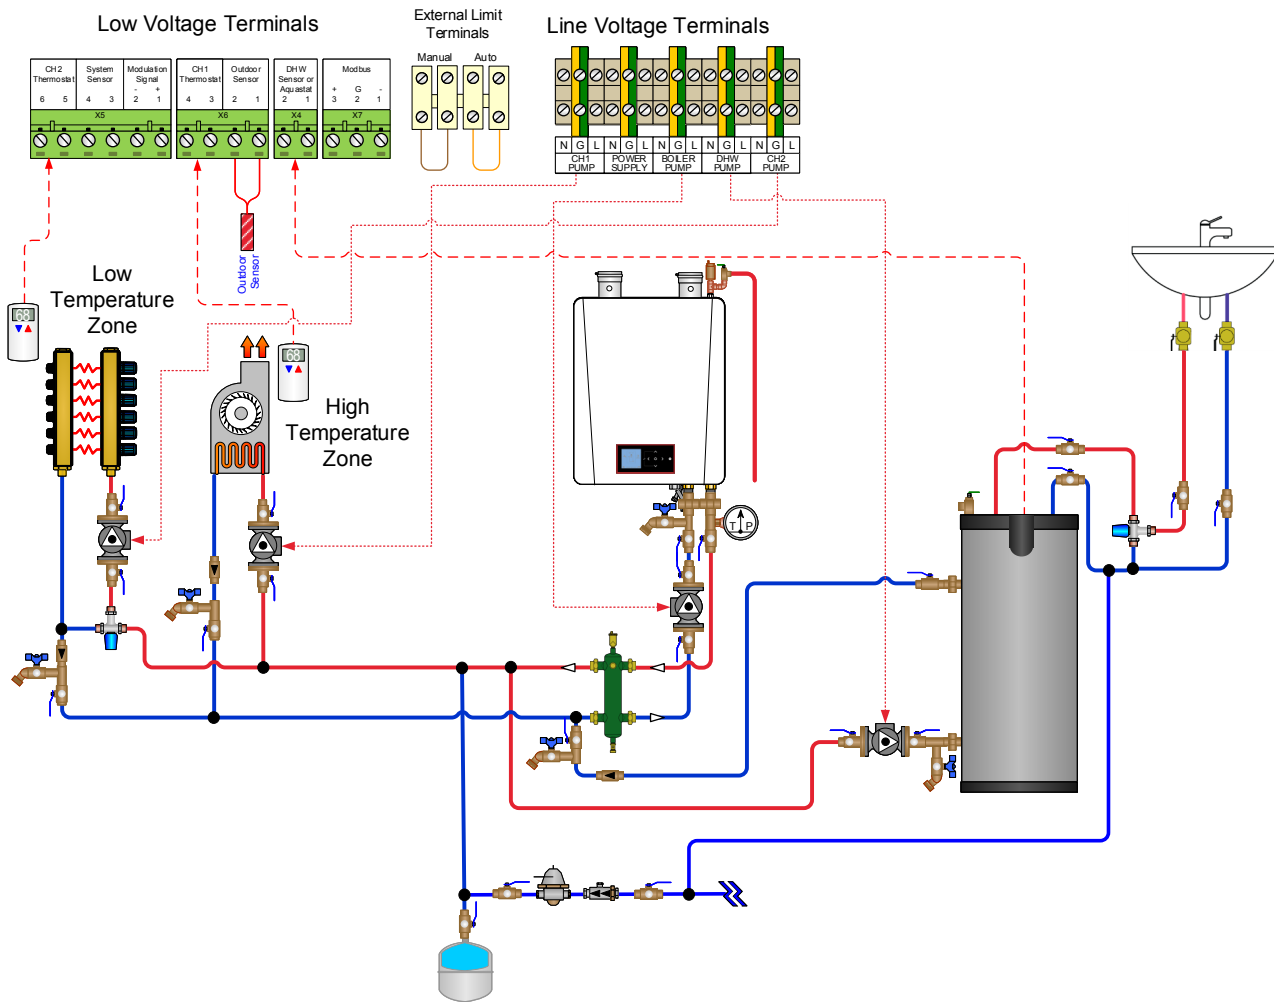 Low Voltage Terminals
External Limit
Terminals
Line Voltage Terminals
Manual Auto
CH2
Thermostat
6 5
System
Sensor
4 3
Modulation
Signal
- +
2 1
X5
CH1
Thermostat
4 3
Outdoor
Sensor
2 1
X6
DHW
Sensor or
Aquastat
2 1
X4
Modbus
+ G -
3 2 1
X7
N G L N G L N G L N G L N G L
CH1
PUMP
POWER
SUPPLY
BOILER
PUMP
DHW
PUMP
CH2
PUMP
Outdoor
Sensor
Low
Temperature
Zone
68
68
High
Temperature
Zone
T P